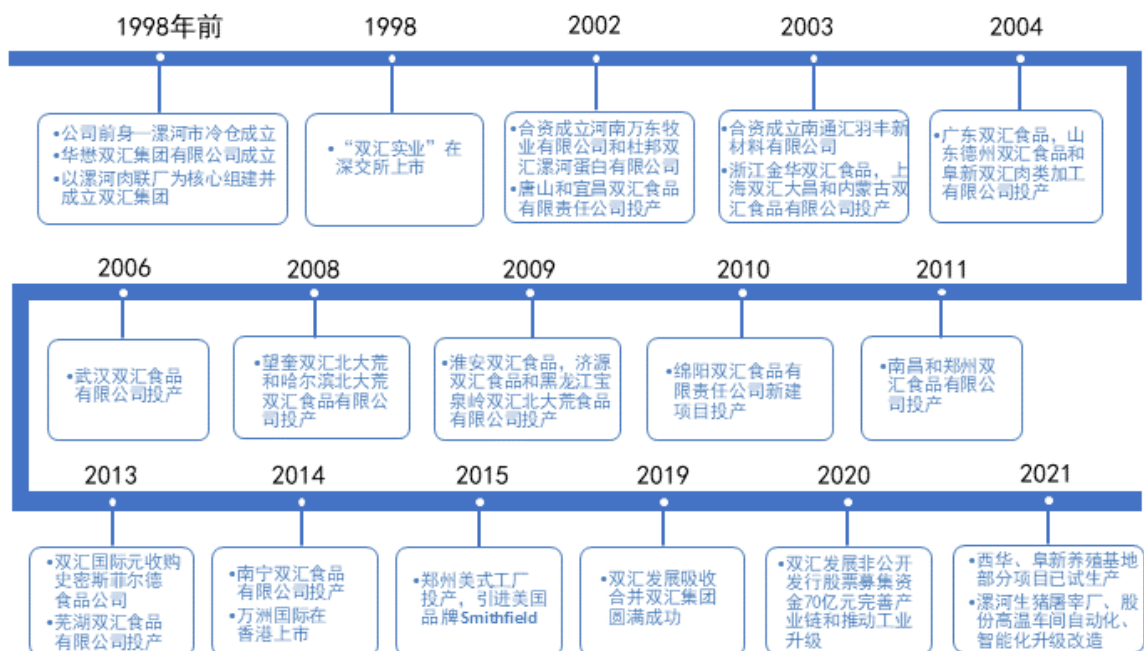 1998年前
1998
2002
2003
2004
•公司前身—漯河市冷仓成立
•华懋双汇集团有限公司成立
•以漯河肉联厂为核心组建并
成立双汇集团
•“双汇实业”在
深交所上市
•合资成立河南万东牧
业有限公司和杜邦双
汇漯河蛋白有限公司
•唐山和宜昌双汇食品
有限责任公司投产
•合资成立南通汇羽丰新
材料有限公司
•浙江金华双汇食品，上
海双汇大昌和内蒙古双
汇食品有限公司投产
•广东双汇食品，山
东德州双汇食品和
阜新双汇肉类加工
有限公司投产
2006
2008
2009
2010
2011
•武汉双汇食品
有限公司投产
•望奎双汇北大荒
和哈尔滨北大荒
双汇食品有限公
司投产
•淮安双汇食品，济源
双汇食品和黑龙江宝
泉岭双汇北大荒食品
有限公司投产
•绵阳双汇食品有
限责任公司新建
项目投产
•南昌和郑州双
汇食品有限公
司投产
2013
2014
2015
2019
2020
2021
•双汇国际元收购
史密斯菲尔德
食品公司
•芜湖双汇食品
有限公司投产
•南宁双汇食品
有限公司投产
•万洲国际在
香港上市
•郑州美式工厂
投产，引进美国
品牌Smithfield
•双汇发展吸收
合并双汇集团
圆满成功
•双汇发展非公开
发行股票募集资
金70亿元完善产
业链和推动工业
升级
•西华、阜新养殖基地
部分项目已试生产
•漯河生猪屠宰厂、股
份高温车间自动化、
智能化升级改造